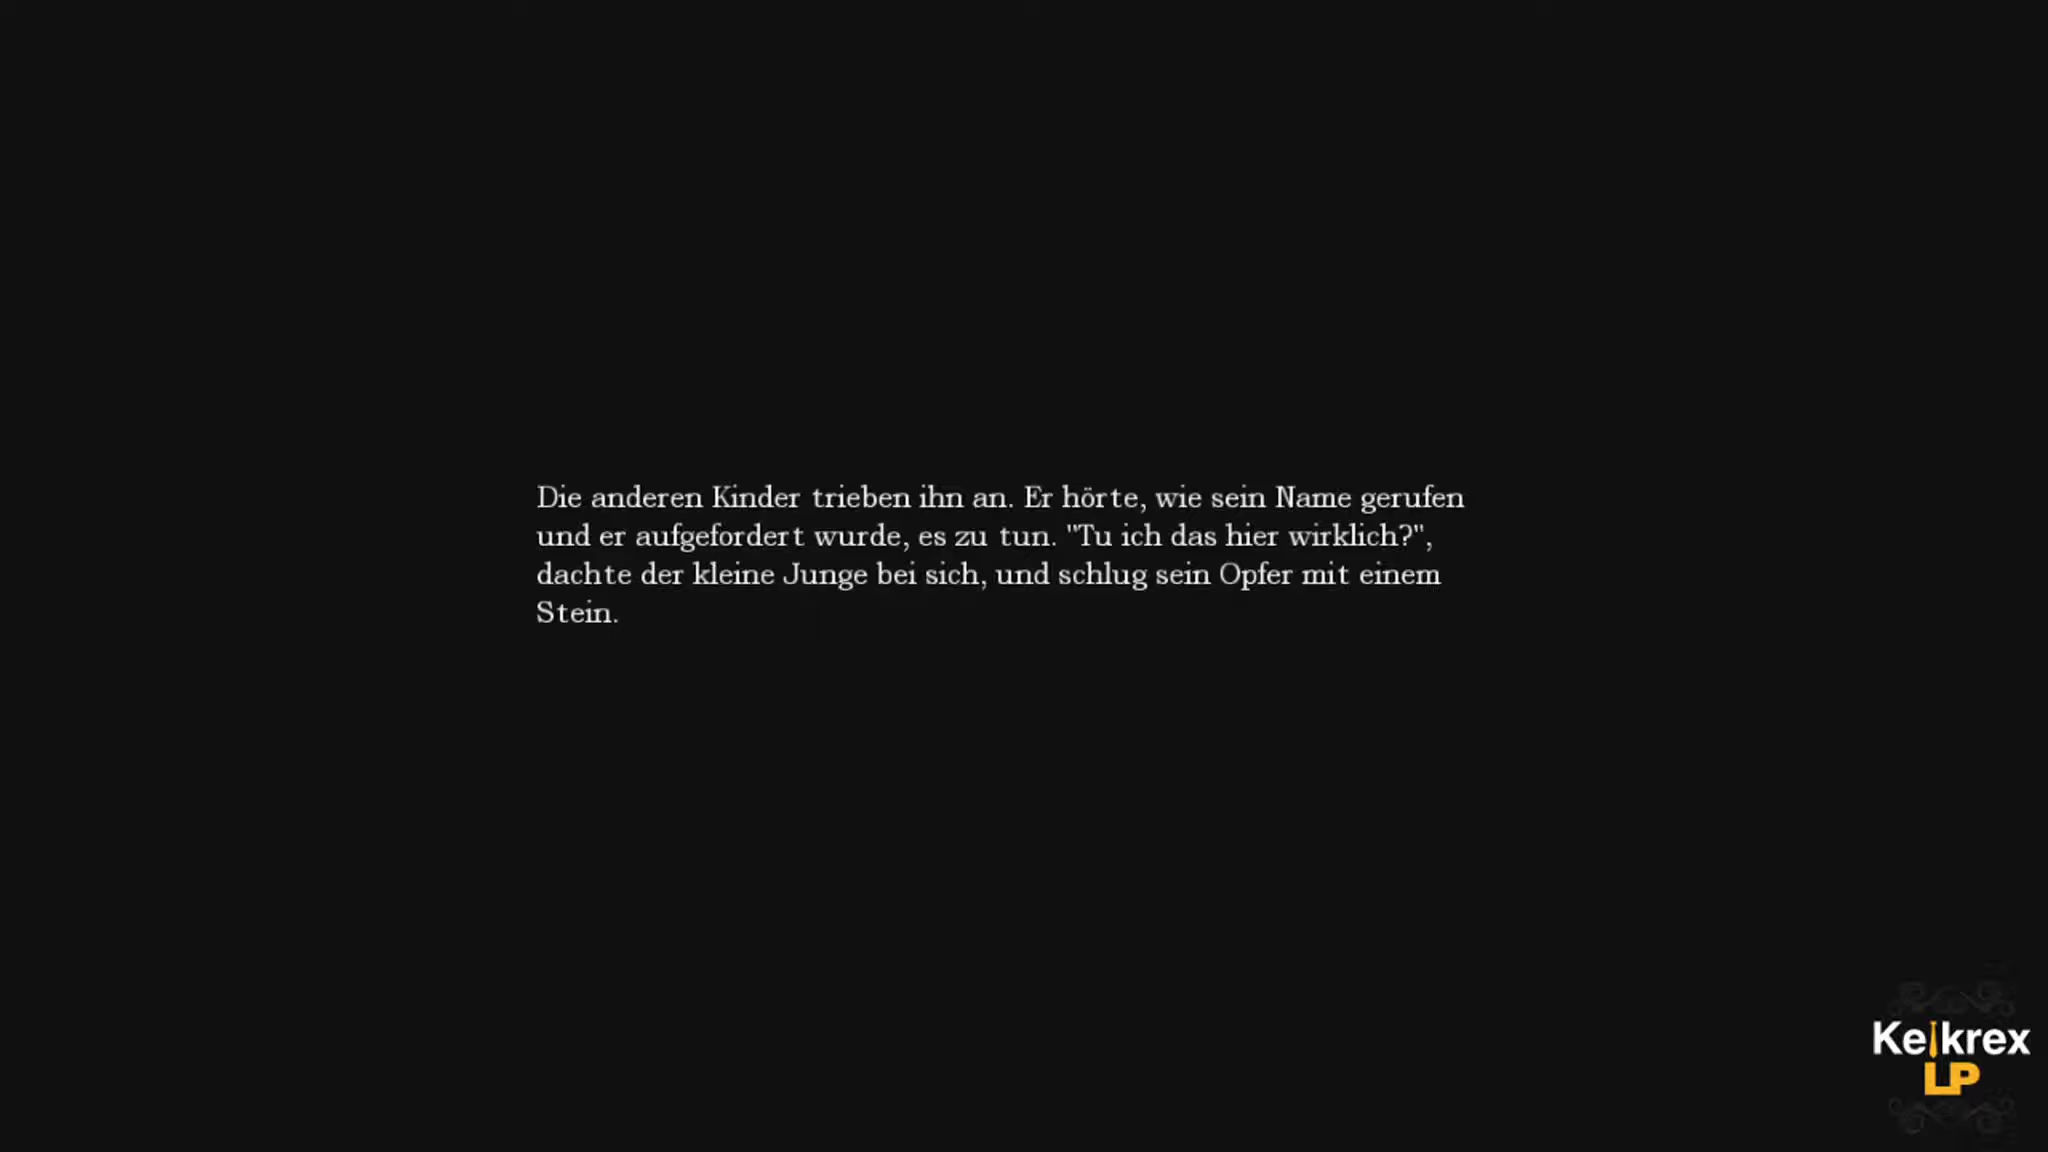 Die anderen Kinder trieben ihn an. Er hörte, wie sein Name gerufen
und er aufgefordert wurde, es zu tun. "Tu ich das hier wirklich?",
dachte der kleine Junge bei sich, und schlug sein Opfer mit einem
Stein.
Keikrex
LP